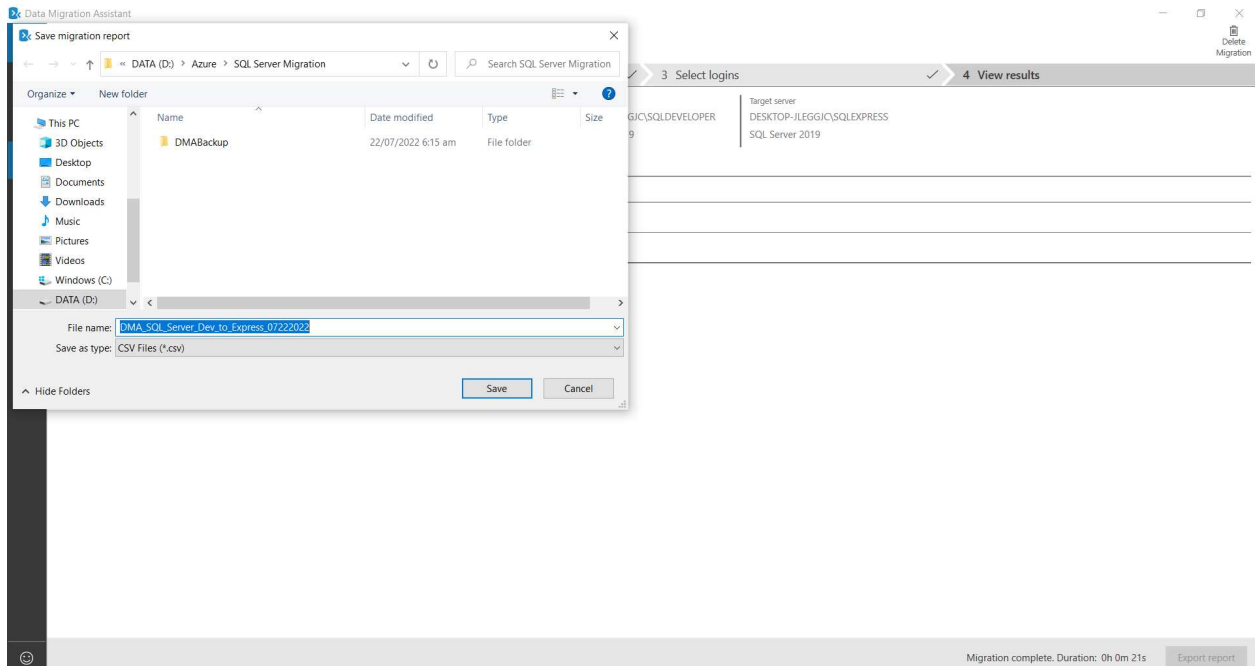 Data Migration Assistant
Save migration report
« DATA (D:) > Azure > SQL Server Migration
Search SQL Server Migration
Delete
Migration
3 Select logins
4 View results
Organize
New folder
This PC
3D Objects
Desktop
Documents
Downloads
Music
Pictures
Videos
Windows (C:)
DATA (D:)
Name Date modified Type Size
DMABackup 22/07/2022 6:15 am File folder
GJC\SQLDEVELOPER
9
Target server
DESKTOP-JLEGGJC\SQLEXPRESS
SQL Server 2019
File name: DMA_SQL_Server_Dev_to_Express_07222022
Save as type: CSV Files (*.csv)
Hide Folders
Save
Cancel
Migration complete. Duration: 0h 0m 21s
Export report